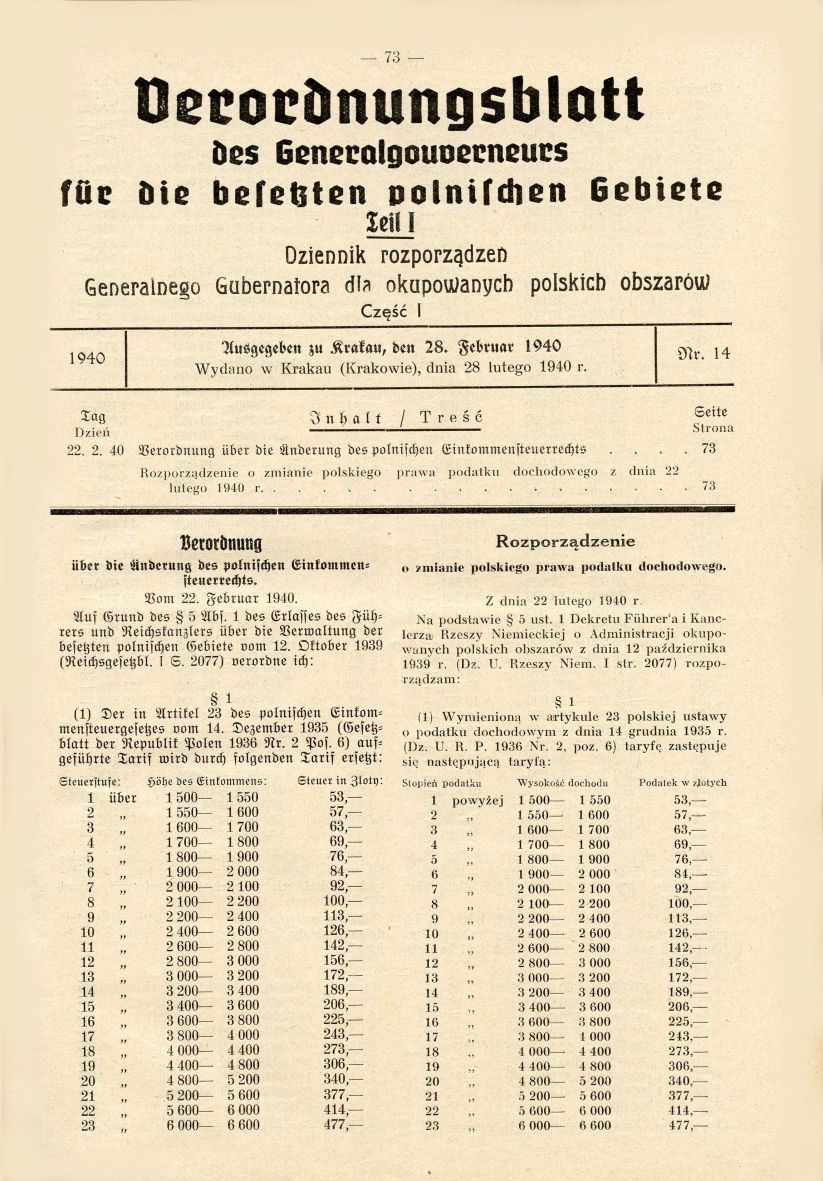 — 73 —
Verordnungsblatt
des Generalgouverneurs
für die besetzten polnischen Gebiete
Teil I
Dziennik rozporządzeń
Generalnego Gubernatora dla okupowanych polskich obszarów
Część I
1940
Ausgegeben zu Krakau, den 28. Februar 1940
Wydano w Krakau (Krakowie), dnia 28 lutego 1940 r.
Nr. 14
Tag
Dzień
Inhalt / Treść
Seite
Strona
22. 2. 40 Verordnung über die Änderung des polnischen Einkommensteuerrechts . . . . 73
Rozporządzenie o zmianie polskiego prawa podatku dochodowego z dnia 22
lutego 1940 r. . . . . . . . . . . . . . . . . . 73
Verordnung
über die Änderung des polnischen Einkommen-
steuerrechts.
Vom 22. Februar 1940.
Auf Grund des § 5 Abs. 1 des Erlasses des Füh-
rers und Reichskanzlers über die Verwaltung der
besetzten polnischen Gebiete vom 12. Oktober 1939
(Reichsgesetzbl. I S. 2077) verordne ich:
§ 1
(1) Der in Artikel 23 des polnischen Einkom-
mensteuergesetzes vom 14. Dezember 1935 (Gesetz-
blatt der Republik Polen 1936 Nr. 2 Pos. 6) auf-
geführte Tarif wird durch folgenden Tarif ersetzt:
Steuerstufe: Höhe des Einkommens: Steuer in Zloty:
1 über 1 500— 1 550 53,—
2 „ 1 550— 1 600 57,—
3 „ 1 600— 1 700 63,—
4 „ 1 700— 1 800 69,—
5 „ 1 800— 1 900 76,—
6 „ 1 900— 2 000 84,—
7 „ 2 000— 2 100 92,—
8 „ 2 100— 2 200 100,—
9 „ 2 200— 2 400 113,—
10 „ 2 400— 2 600 126,—
11 „ 2 600— 2 800 142,—
12 „ 2 800— 3 000 156,—
13 „ 3 000— 3 200 172,—
14 „ 3 200— 3 400 189,—
15 „ 3 400— 3 600 206,—
16 „ 3 600— 3 800 225,—
17 „ 3 800— 4 000 243,—
18 „ 4 000— 4 400 273,—
19 „ 4 400— 4 800 306,—
20 „ 4 800— 5 200 340,—
21 „ 5 200— 5 600 377,—
22 „ 5 600— 6 000 414,—
23 „ 6 000— 6 600 477,—
Rozporządzenie
o zmianie polskiego prawa podatku dochodowego.
Z dnia 22 lutego 1940 r.
Na podstawie § 5 ust. 1 Dekretu Führer'a i Kanc-
lerza Rzeszy Niemieckiej o Administracji okupo-
wanych polskich obszarów z dnia 12 października
1939 r. (Dz. U. Rzeszy Niem. I str. 2077) rozpo-
rządzam:
§ 1
(1) Wymienioną w artykule 23 polskiej ustawy
o podatku dochodowym z dnia 14 grudnia 1935 r.
(Dz. U. R. P. 1936 Nr. 2, poz. 6) taryfę zastępuje
się następującą taryfą:
Stopień podatku Wysokość dochodu Podatek w złotych
1 powyżej 1 500— 1 550 53,—
2 „ 1 550— 1 600 57,—
3 „ 1 600— 1 700 63,—
4 „ 1 700— 1 800 69,—
5 „ 1 800— 1 900 76,—
6 „ 1 900— 2 000 84,—
7 „ 2 000— 2 100 92,—
8 „ 2 100— 2 200 100,—
9 „ 2 200— 2 400 113,—
10 „ 2 400— 2 600 126,—
11 „ 2 600— 2 800 142,—
12 „ 2 800— 3 000 156,—
13 „ 3 000— 3 200 172,—
14 „ 3 200— 3 400 189,—
15 „ 3 400— 3 600 206,—
16 „ 3 600— 3 800 225,—
17 „ 3 800— 4 000 243,—
18 „ 4 000— 4 400 273,—
19 „ 4 400— 4 800 306,—
20 „ 4 800— 5 200 340,—
21 „ 5 200— 5 600 377,—
22 „ 5 600— 6 000 414,—
23 „ 6 000— 6 600 477,—